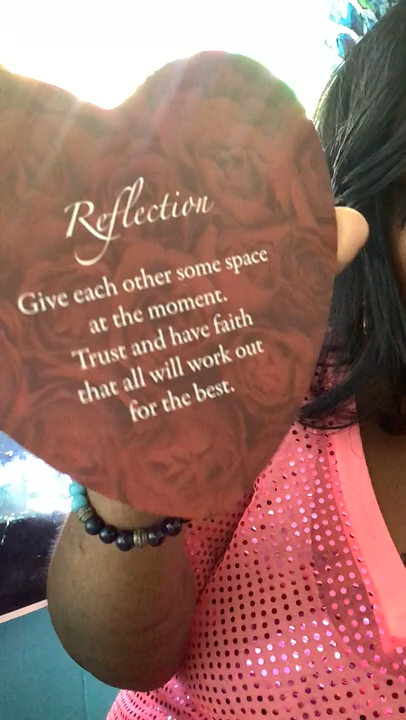 Reflection
Give each other some space
at the moment.
Trust and have faith
that all will work out
for the best.